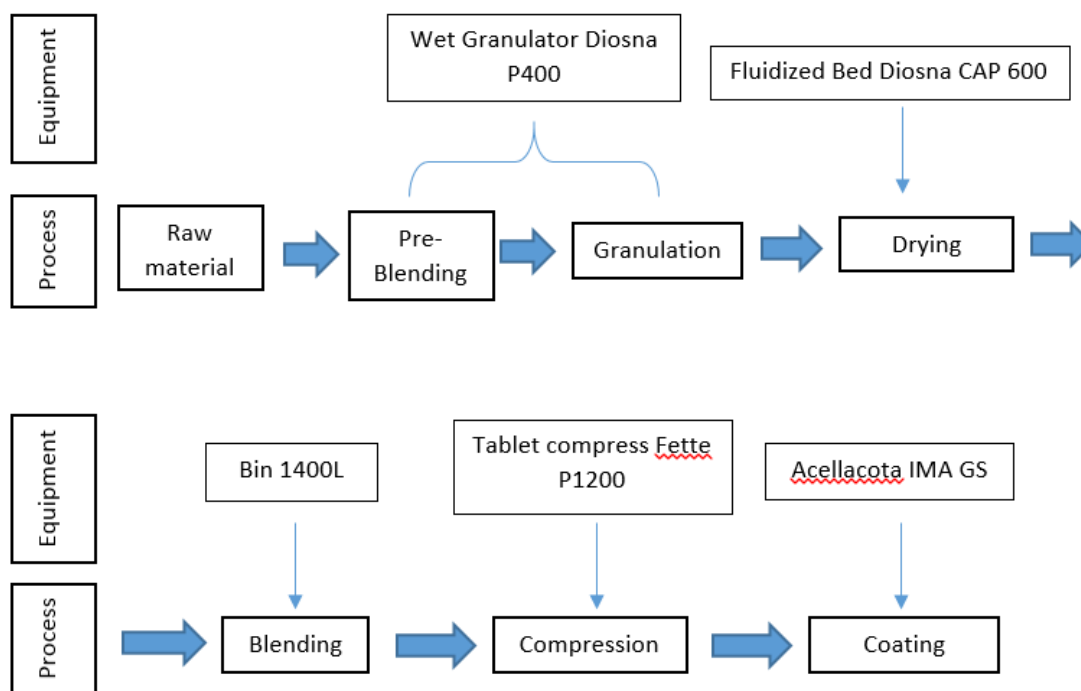 Equipment
Wet Granulator Diosna
P400
Fluidized Bed Diosna CAP 600
Process
Raw
material
Pre-
Blending
Granulation
Drying
Equipment
Bin 1400L
Tablet compress Fette
P1200
Acellacota IMA GS
Process
Blending
Compression
Coating